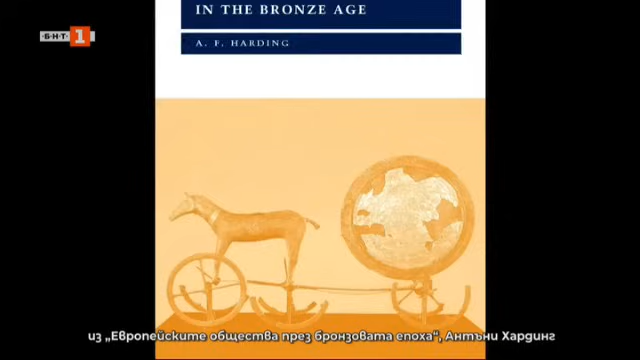 IN THE BRONZE AGE
БНТ 1
A. F. HARDING
из „Европейските общества през бронзовата епоха", Антъни Хардинг